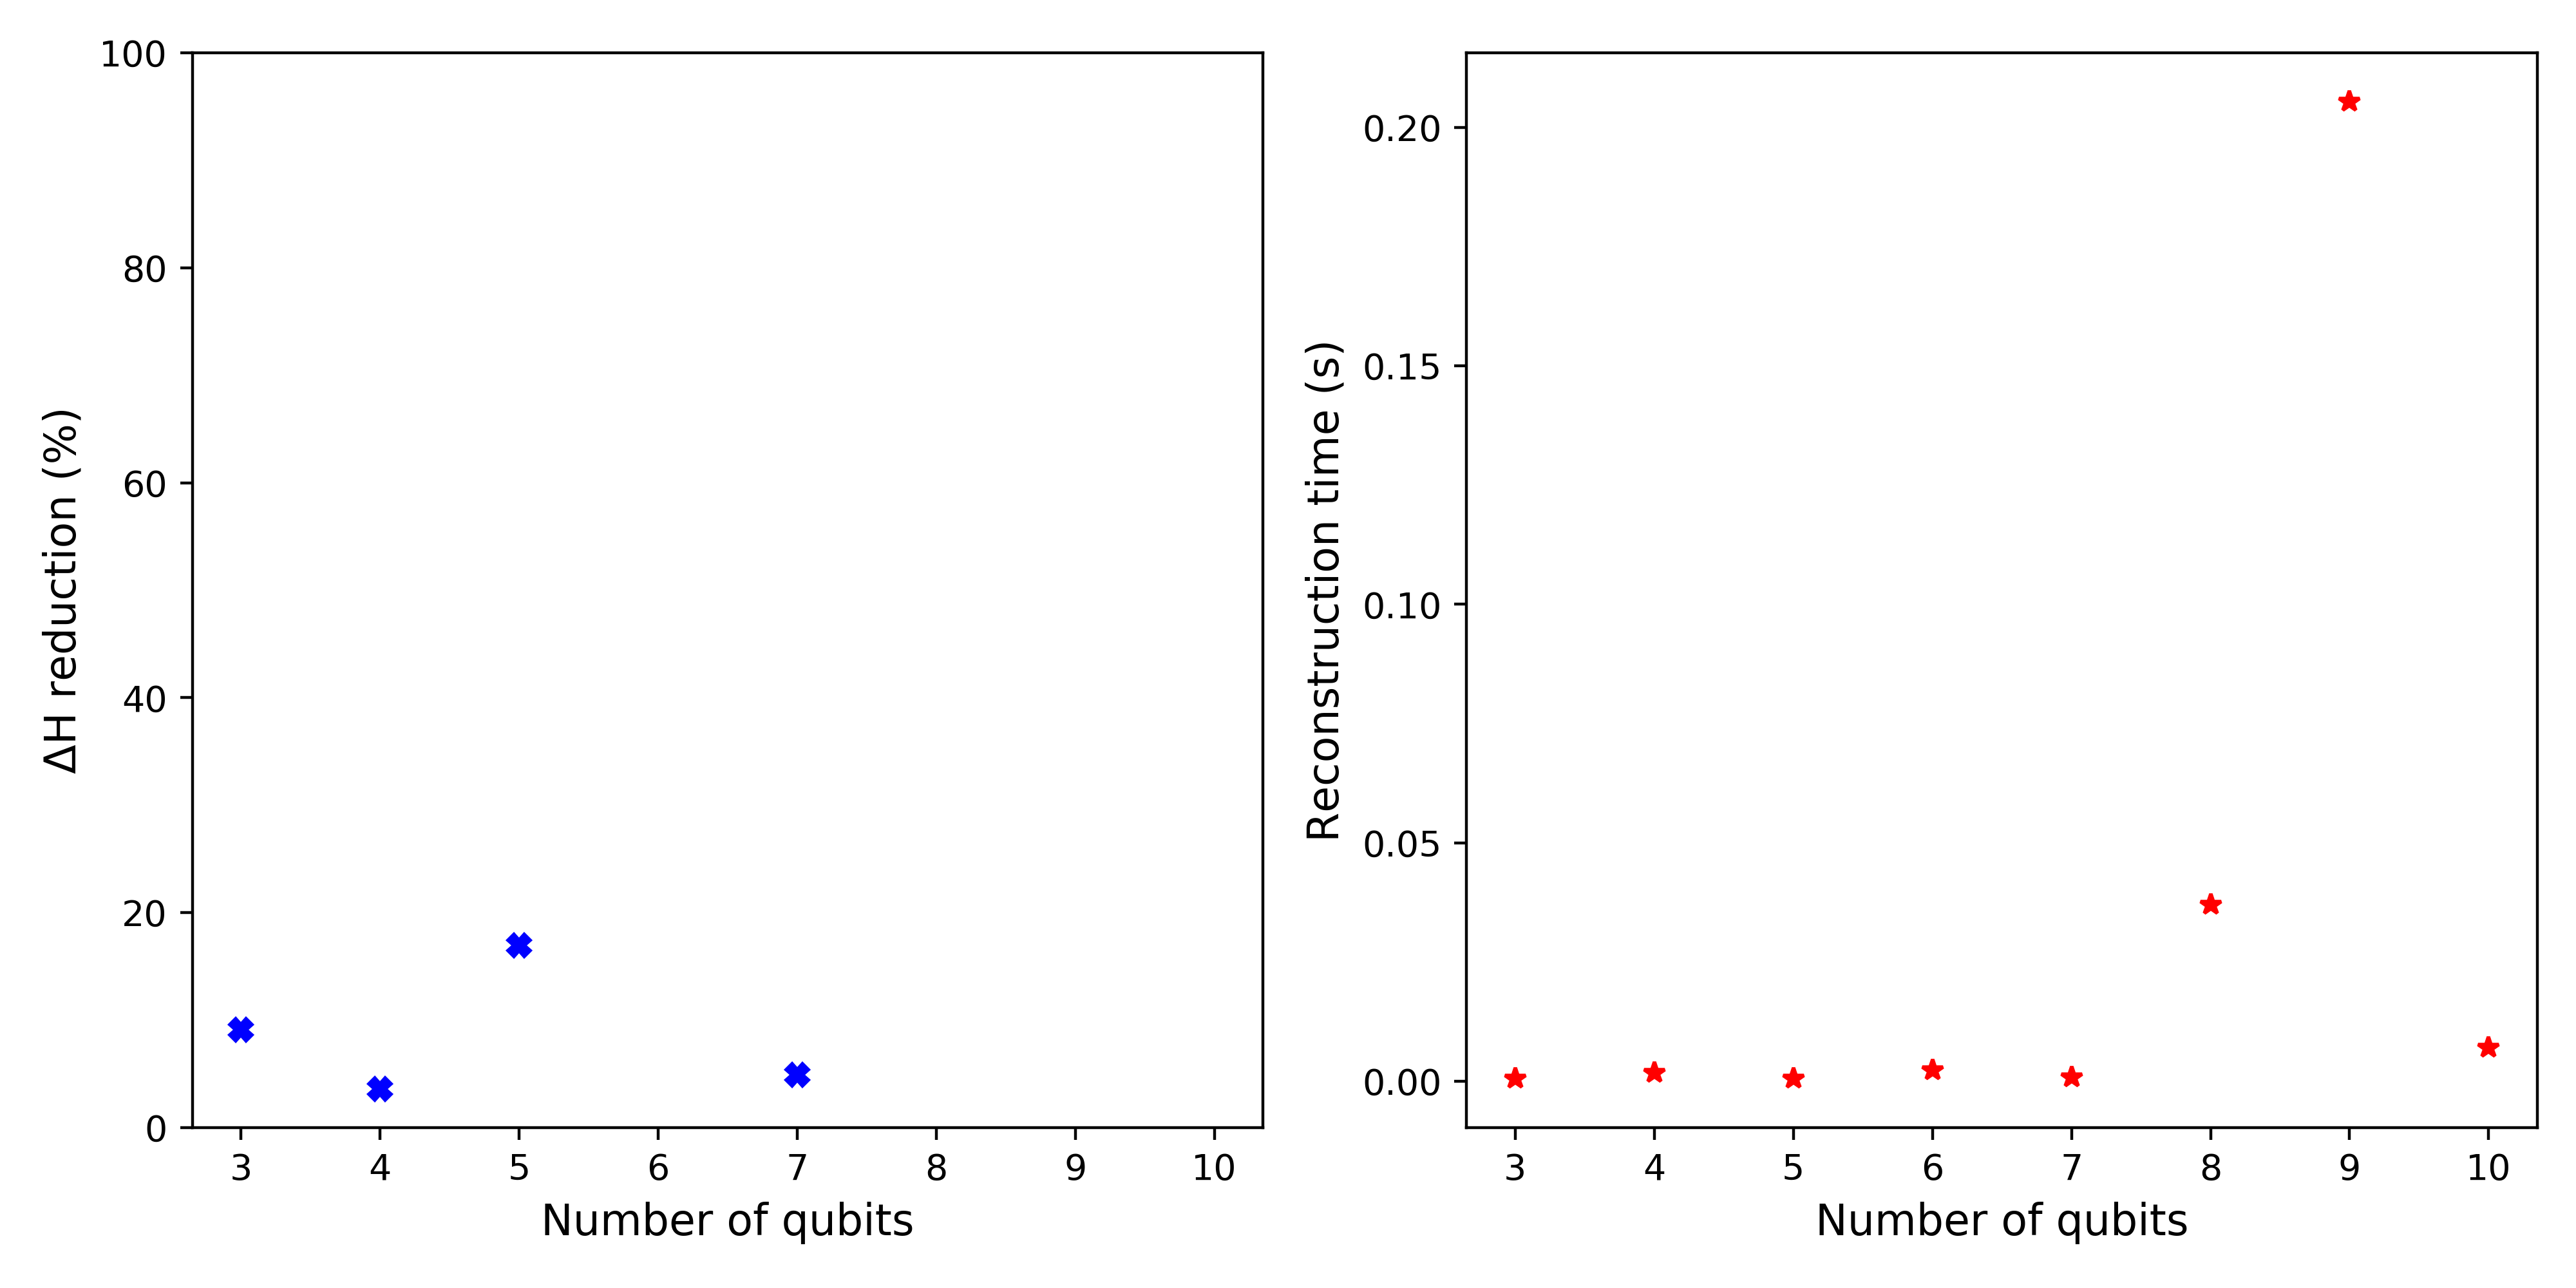 ΔH reduction (%)
100
80
60
40
20
0
3 4 5 6 7 8 9 10
Number of qubits
Reconstruction time (s)
0.20
0.15
0.10
0.05
0.00
3 4 5 6 7 8 9 10
Number of qubits